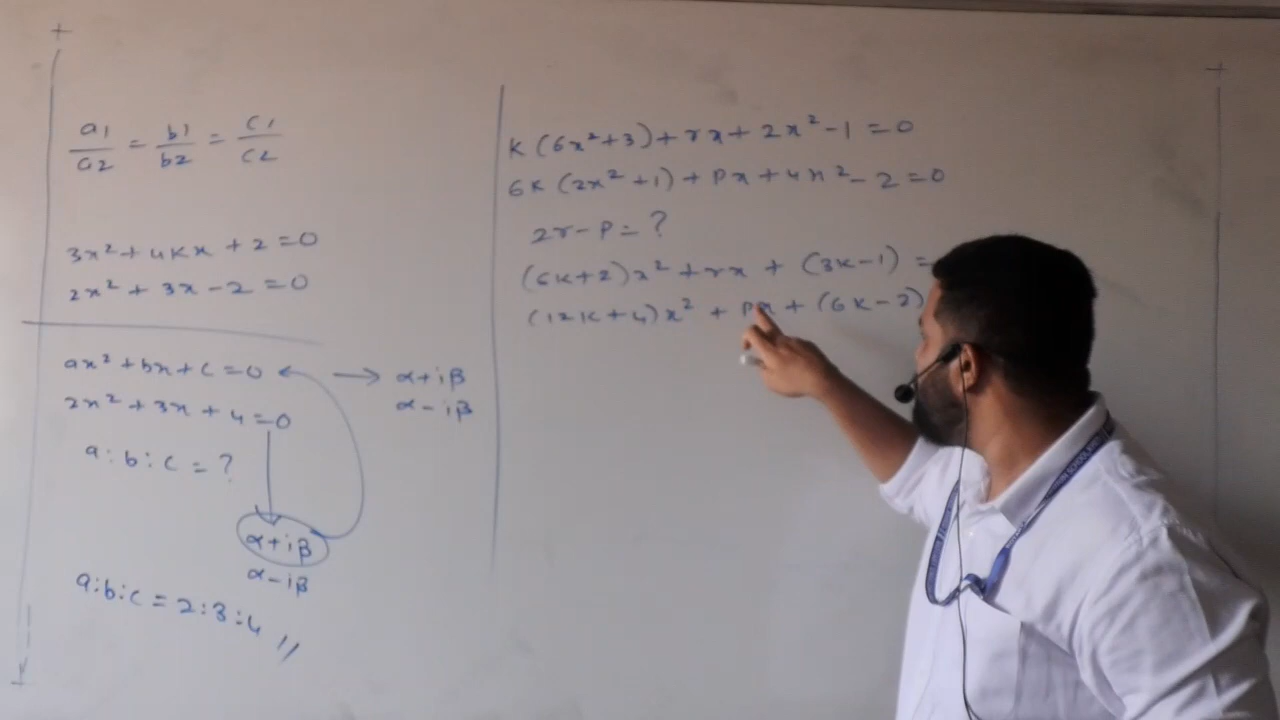 a1/a2 = b1/b2 = c1/c2
3x² + 4Kx + 2 = 0
2x² + 3x - 2 = 0
ax² + bx + c = 0 → α+iβ
α-iβ
2x² + 3x + 4 = 0
a : b : c = ?
α+iβ
α-iβ
a:b:c = 2:3:4 //
K(6x²+3) + rx + 2x² - 1 = 0
6K(2x²+1) + Px + 4x² - 2 = 0
2r - P = ?
(6K+2)x² + rx + (3K-1) =
(12K+4)x² + Px + (6K-2)